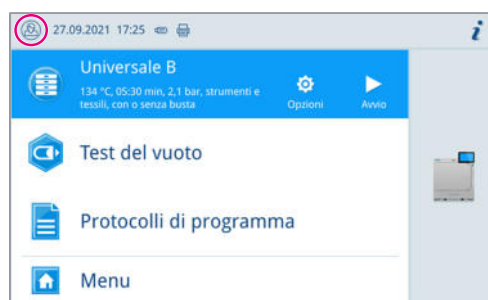 27.09.2021 17:25
i
Universale B
134 °C, 05:30 min, 2,1 bar, strumenti e
tessili, con o senza busta
Opzioni
Avvio
Test del vuoto
Protocolli di programma
Menu